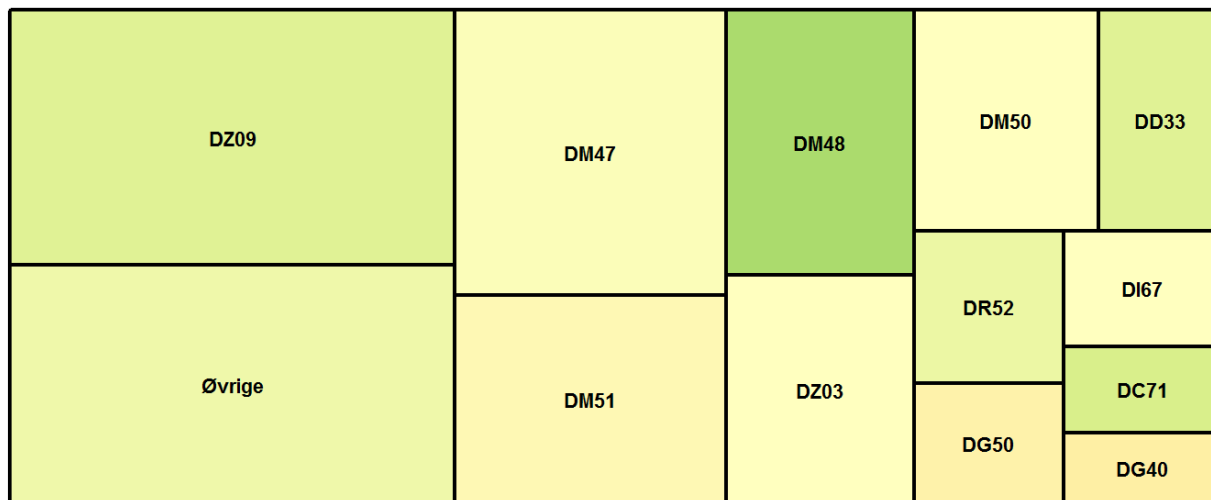 DZ09
Øvrige
DM47
DM51
DM48
DZ03
DM50
DD33
DR52
DG50
DI67
DC71
DG40